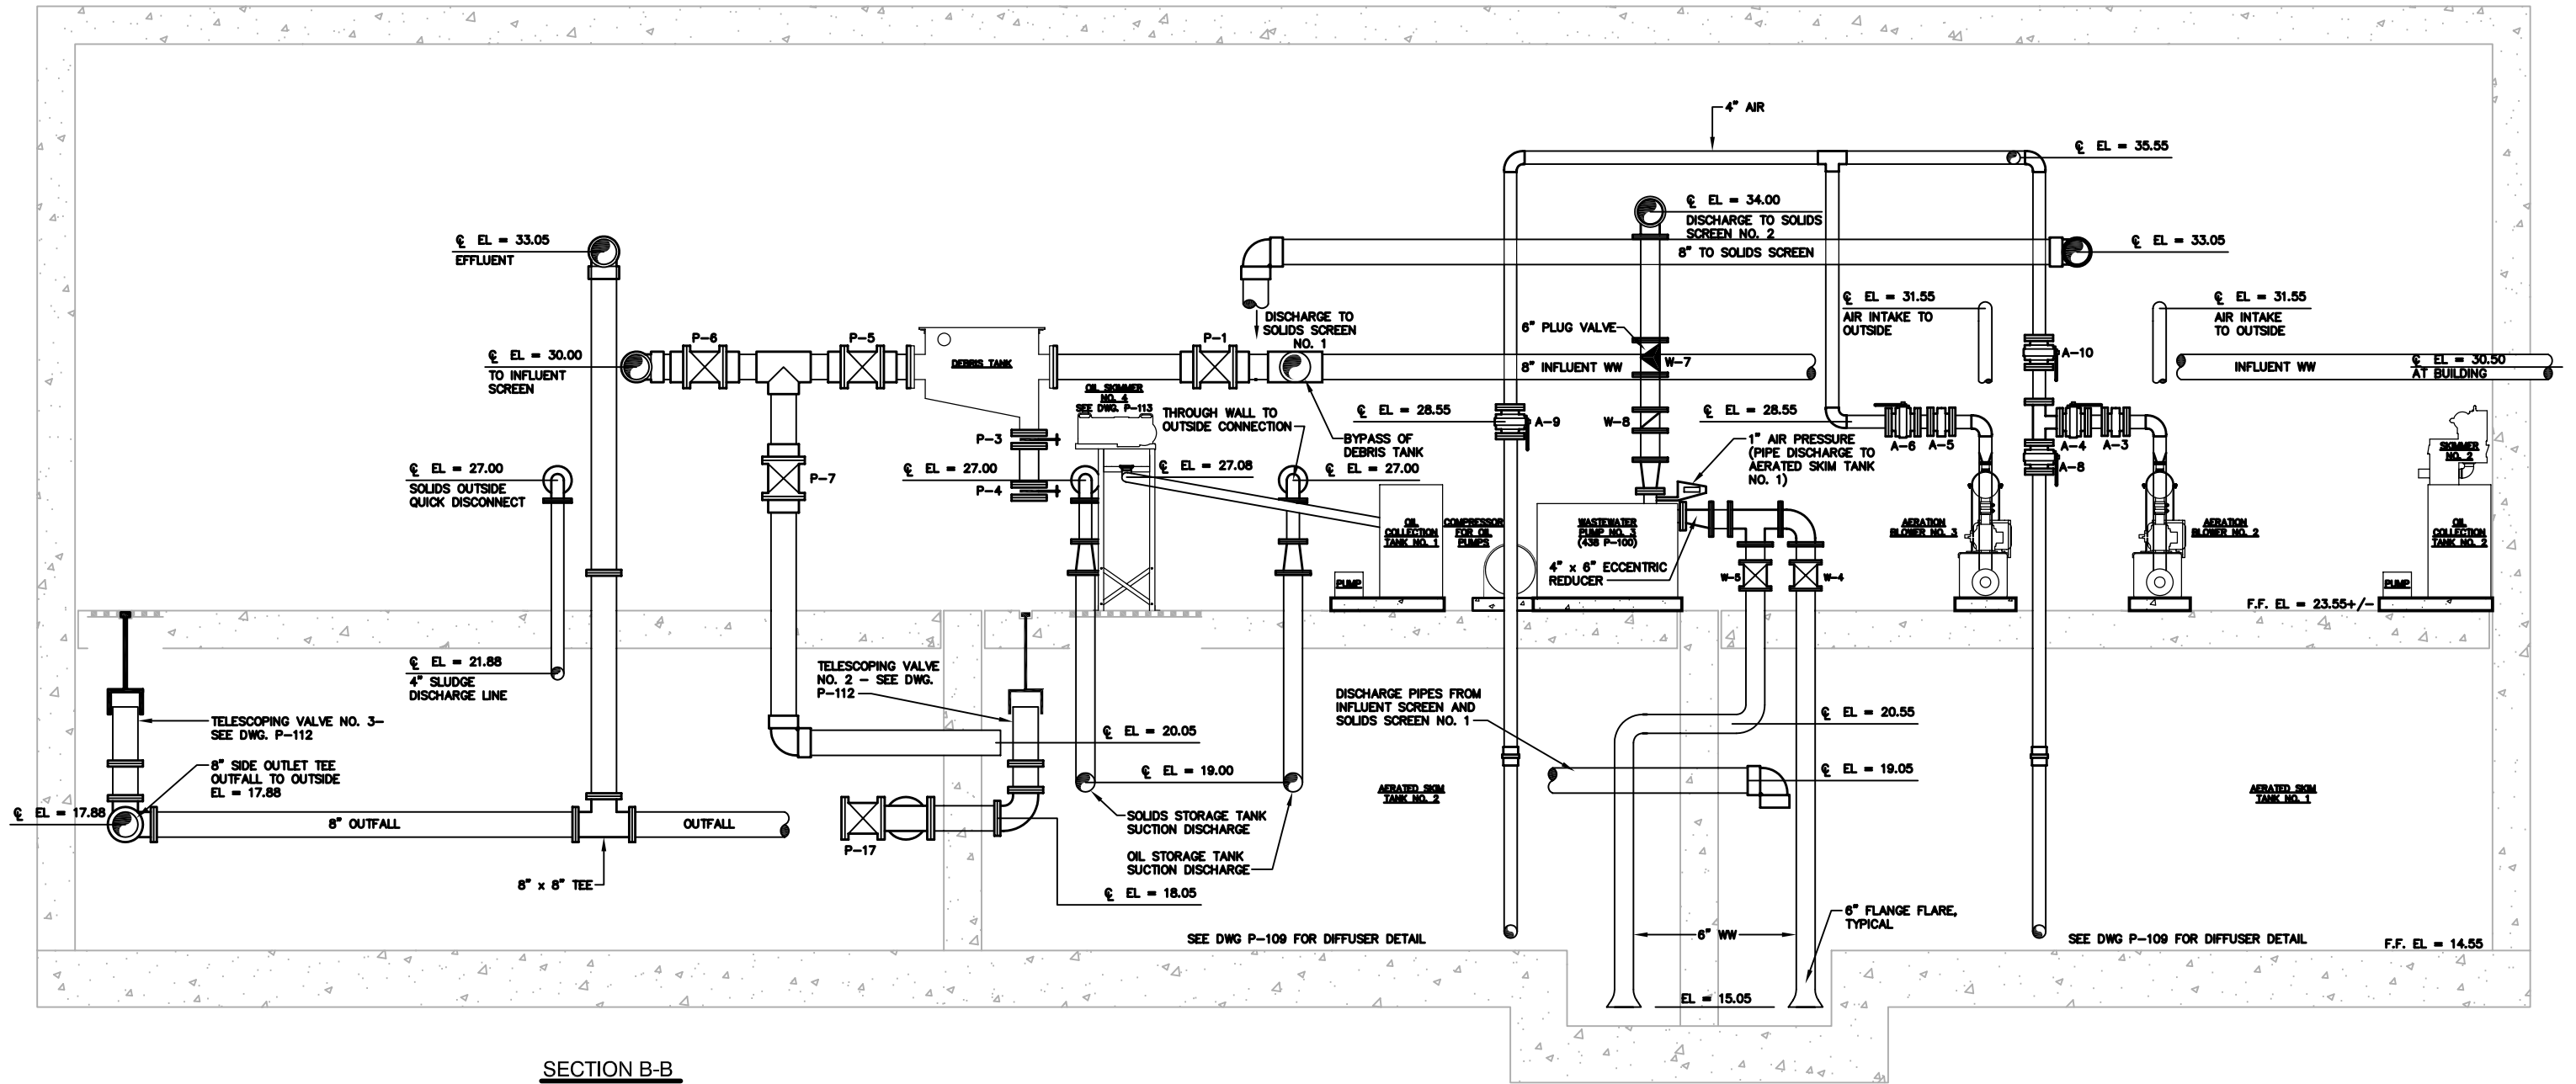 4" AIR
℄ EL = 35.55
℄ EL = 34.00
DISCHARGE TO SOLIDS
SCREEN NO. 2
℄ EL = 33.05
EFFLUENT
8" TO SOLIDS SCREEN
℄ EL = 33.05
℄ EL = 31.55
AIR INTAKE TO
OUTSIDE
℄ EL = 31.55
AIR INTAKE
TO OUTSIDE
DISCHARGE TO
SOLIDS SCREEN
NO. 1
6" PLUG VALVE
P-6
P-5
P-1
℄ EL = 30.00
TO INFLUENT
SCREEN
DEBRIS TANK
8" INFLUENT WW
W-7
A-10
INFLUENT WW
℄ EL = 30.50
AT BUILDING
OIL SKIMMER
NO. 4
SEE DWG. P-113
THROUGH WALL TO
OUTSIDE CONNECTION
℄ EL = 28.55
A-9
W-8
℄ EL = 28.55
P-3
BYPASS OF
DEBRIS TANK
1" AIR PRESSURE
(PIPE DISCHARGE TO
AERATED SKIM TANK
NO. 1)
A-6
A-5
A-4
A-3
A-8
SKIMMER
NO. 2
℄ EL = 27.00
SOLIDS OUTSIDE
QUICK DISCONNECT
P-7
℄ EL = 27.00
P-4
℄ EL = 27.08
℄ EL = 27.00
OIL
COLLECTION
TANK NO. 1
COMPRESSOR
FOR OIL
PUMPS
WASTEWATER
PUMP NO. 3
(438 P-100)
AERATION
BLOWER NO. 3
AERATION
BLOWER NO. 2
OIL
COLLECTION
TANK NO. 2
4" x 6" ECCENTRIC
REDUCER
W-5
W-4
PUMP
PUMP
F.F. EL = 23.55+/-
℄ EL = 21.88
4" SLUDGE
DISCHARGE LINE
TELESCOPING VALVE
NO. 2 - SEE DWG.
P-112
DISCHARGE PIPES FROM
INFLUENT SCREEN AND
SOLIDS SCREEN NO. 1
℄ EL = 20.55
TELESCOPING VALVE NO. 3-
SEE DWG. P-112
℄ EL = 20.05
8" SIDE OUTLET TEE
OUTFALL TO OUTSIDE
EL = 17.88
℄ EL = 19.00
℄ EL = 19.05
AERATED SKIM
TANK NO. 2
AERATED SKIM
TANK NO. 1
℄ EL = 17.88
8" OUTFALL
OUTFALL
SOLIDS STORAGE TANK
SUCTION DISCHARGE
P-17
OIL STORAGE TANK
SUCTION DISCHARGE
8" x 8" TEE
℄ EL = 18.05
6" FLANGE FLARE,
TYPICAL
SEE DWG P-109 FOR DIFFUSER DETAIL
6" WW
SEE DWG P-109 FOR DIFFUSER DETAIL
F.F. EL = 14.55
EL = 15.05
SECTION B-B